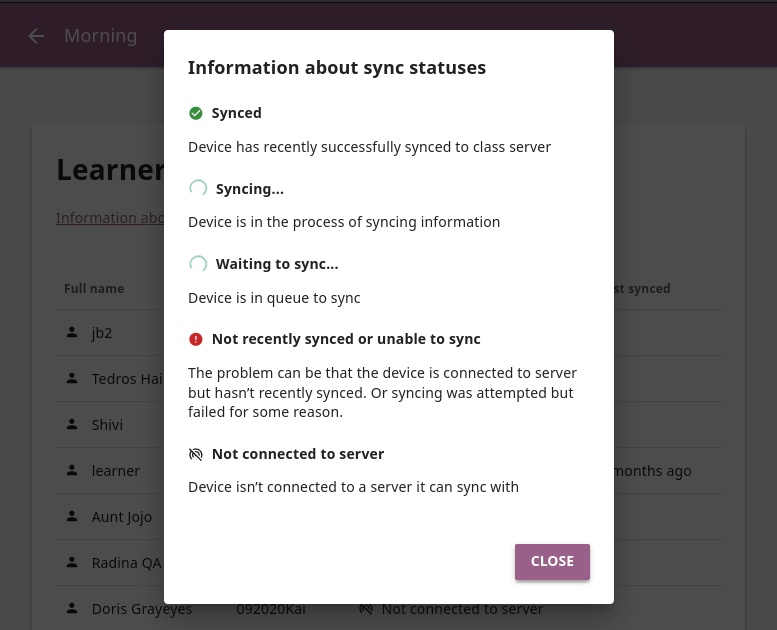 Morning
Information about sync statuses
Synced
Device has recently successfully synced to class server
Syncing...
Device is in the process of syncing information
Waiting to sync...
Device is in queue to sync
Not recently synced or unable to sync
The problem can be that the device is connected to server
but hasn’t recently synced. Or syncing was attempted but
failed for some reason.
Not connected to server
Device isn’t connected to a server it can sync with
CLOSE
Learner
Information abo
Full name
st synced
jb2
Tedros Hai
Shivi
learner
months ago
Aunt Jojo
Radina QA
Doris Grayeyes 092020Kai Not connected to server